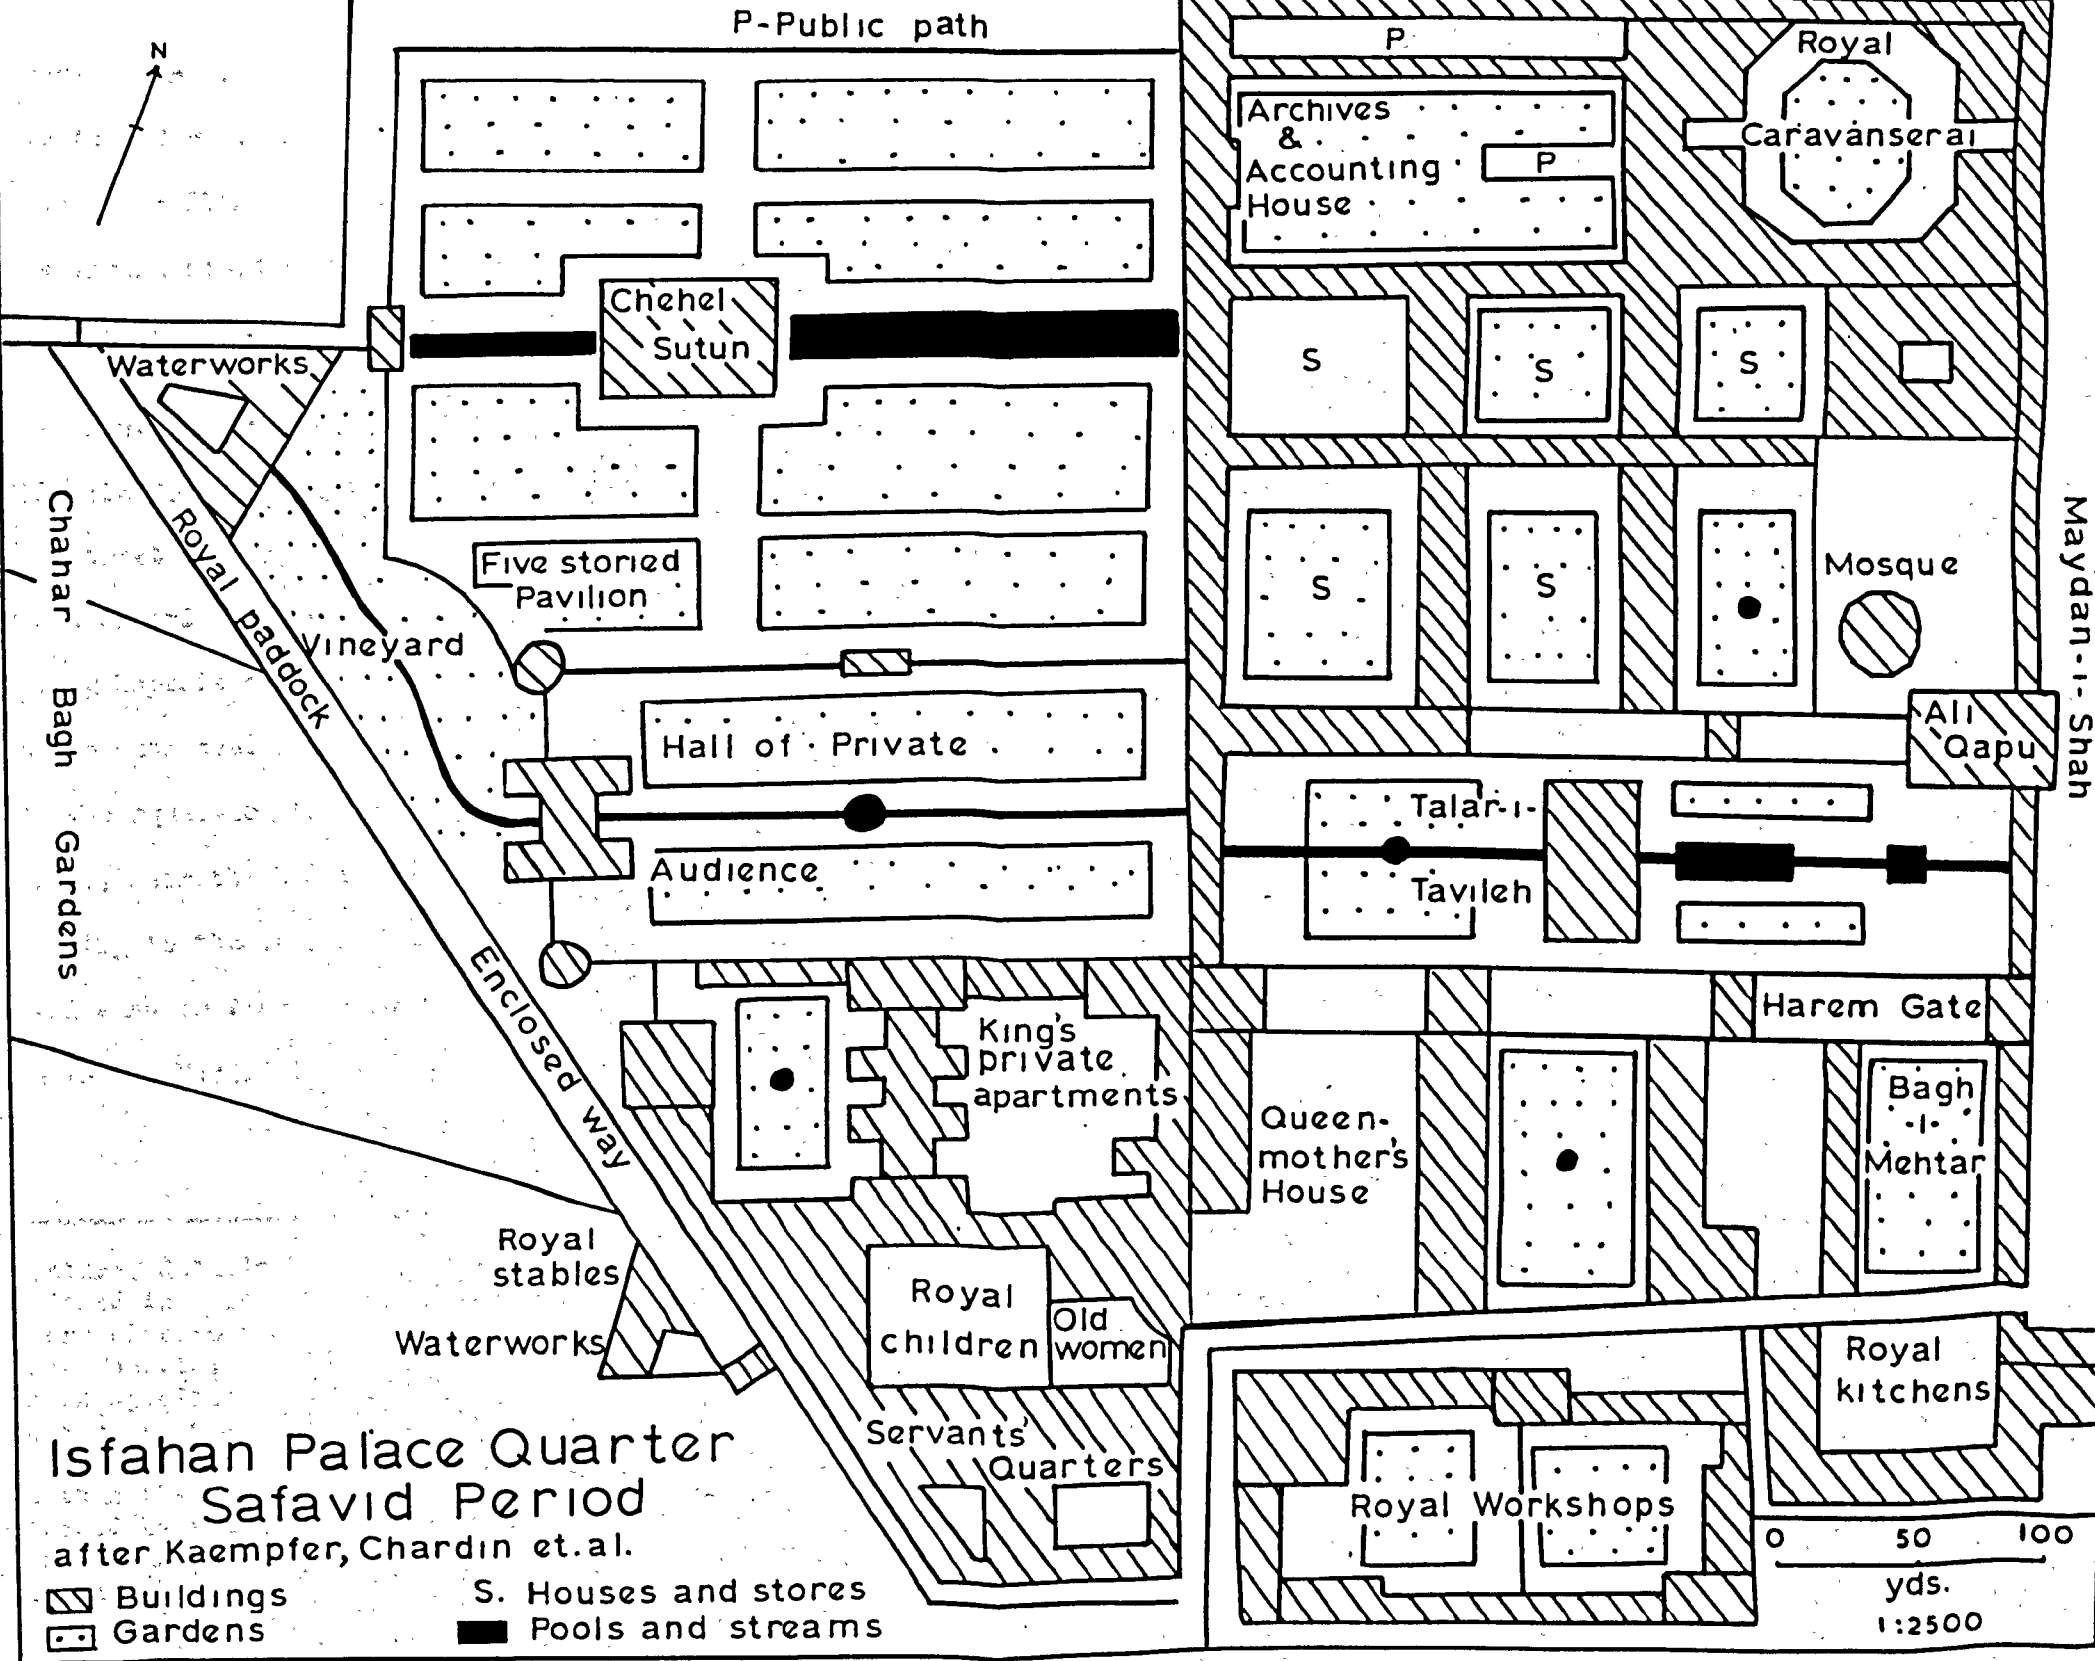 P-Public path
N
P
Royal
Caravanserai
Archives
&
Accounting
House
P
Chehel
Sutun
Waterworks
S
S
S
Chahar Bagh Gardens
Royal paddock
Five storied
Pavilion
Vineyard
S
S
Mosque
Maydan-i-Shah
Ali
Qapu
Hall of Private
Audience
Talar-i-
Tavileh
Enclosed way
King's
private
apartments
Harem Gate
Queen-
mother's
House
Bagh
-i-
Mehtar
Royal
stables
Waterworks
Royal
children
Old
women
Royal
kitchens
Servants'
Quarters
Royal Workshops
Isfahan Palace Quarter
Safavid Period
after Kaempfer, Chardin et.al.
Buildings
Gardens
S. Houses and stores
Pools and streams
0 50 100
yds.
1:2500